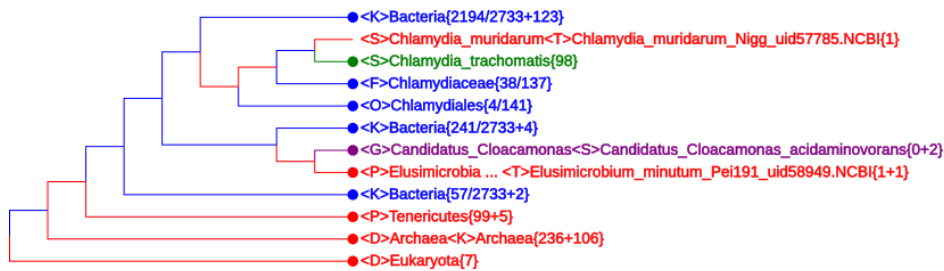 <K>Bacteria{2194/2733+123}
<S>Chlamydia_muridarum<T>Chlamydia_muridarum_Nigg_uid57785.NCBI{1}
<S>Chlamydia_trachomatis{98}
<F>Chlamydiaceae{38/137}
<O>Chlamydiales{4/141}
<K>Bacteria{241/2733+4}
<G>Candidatus_Cloacamonas<S>Candidatus_Cloacamonas_acidaminovorans{0+2}
<P>Elusimicrobia ... <T>Elusimicrobium_minutum_Pei191_uid58949.NCBI{1+1}
<K>Bacteria{57/2733+2}
<P>Tenericutes{99+5}
<D>Archaea<K>Archaea{236+106}
<D>Eukaryota{7}